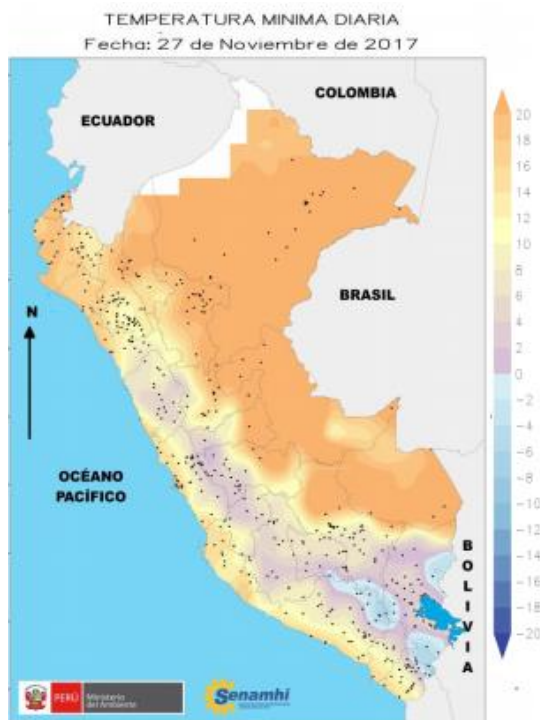 TEMPERATURA MINIMA DIARIA
Fecha: 27 de Noviembre de 2017
COLOMBIA
ECUADOR
BRASIL
N
OCÉANO
PACÍFICO
BOLIVIA
20
18
16
14
12
10
8
6
4
2
0
-2
-4
-6
-8
-10
-12
-14
-16
-18
-20
PERÚ Ministerio
del Ambiente
Senamhi